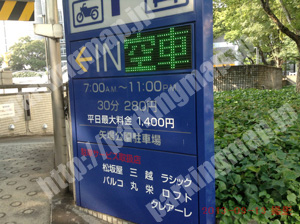 IN 空車
7:00AM〜11:00PM
30分 280円
平日最大料金 1,400円
矢場公園駐車場
松坂屋 三越 ラシック
パルコ 丸栄 ロフト
クレアーレ